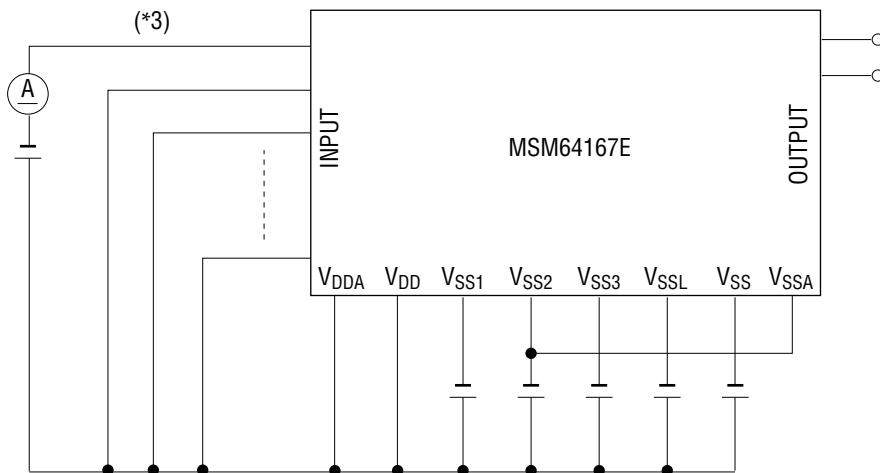 (*3)
A
INPUT
MSM64167E
OUTPUT
VDDA VDD VSS1 VSS2 VSS3 VSSL VSS VSSA